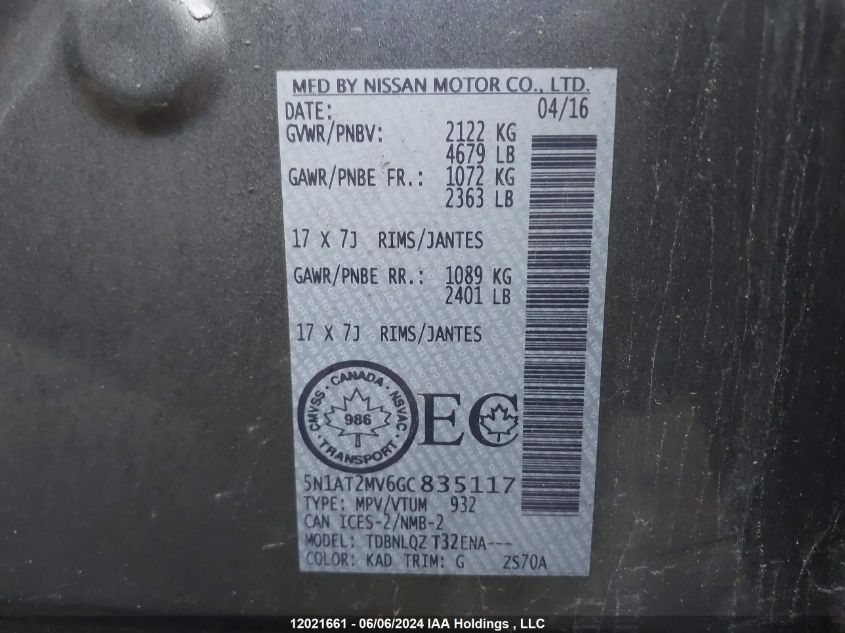 MFD BY NISSAN MOTOR CO., LTD.
DATE: 04/16
GVWR/PNBV: 2122 KG
4679 LB
GAWR/PNBE FR.: 1072 KG
2363 LB
17 X 7J RIMS/JANTES
GAWR/PNBE RR.: 1089 KG
2401 LB
17 X 7J RIMS/JANTES
CMVSS · CANADA · NSVAC · TRANSPORT ·
986
EC
5N1AT2MV6GC835117
TYPE: MPV/VTUM 932
CAN ICES-2/NMB-2
MODEL: TDBNLQZ T32ENA---
COLOR: KAD TRIM: G ZS70A
12021661 - 06/06/2024 IAA Holdings , LLC